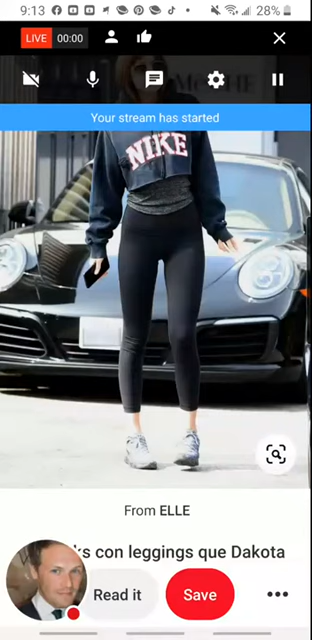 9:13
28%
LIVE 00:00
Your stream has started
NIKE
From ELLE
ks con leggings que Dakota
Read it
Save